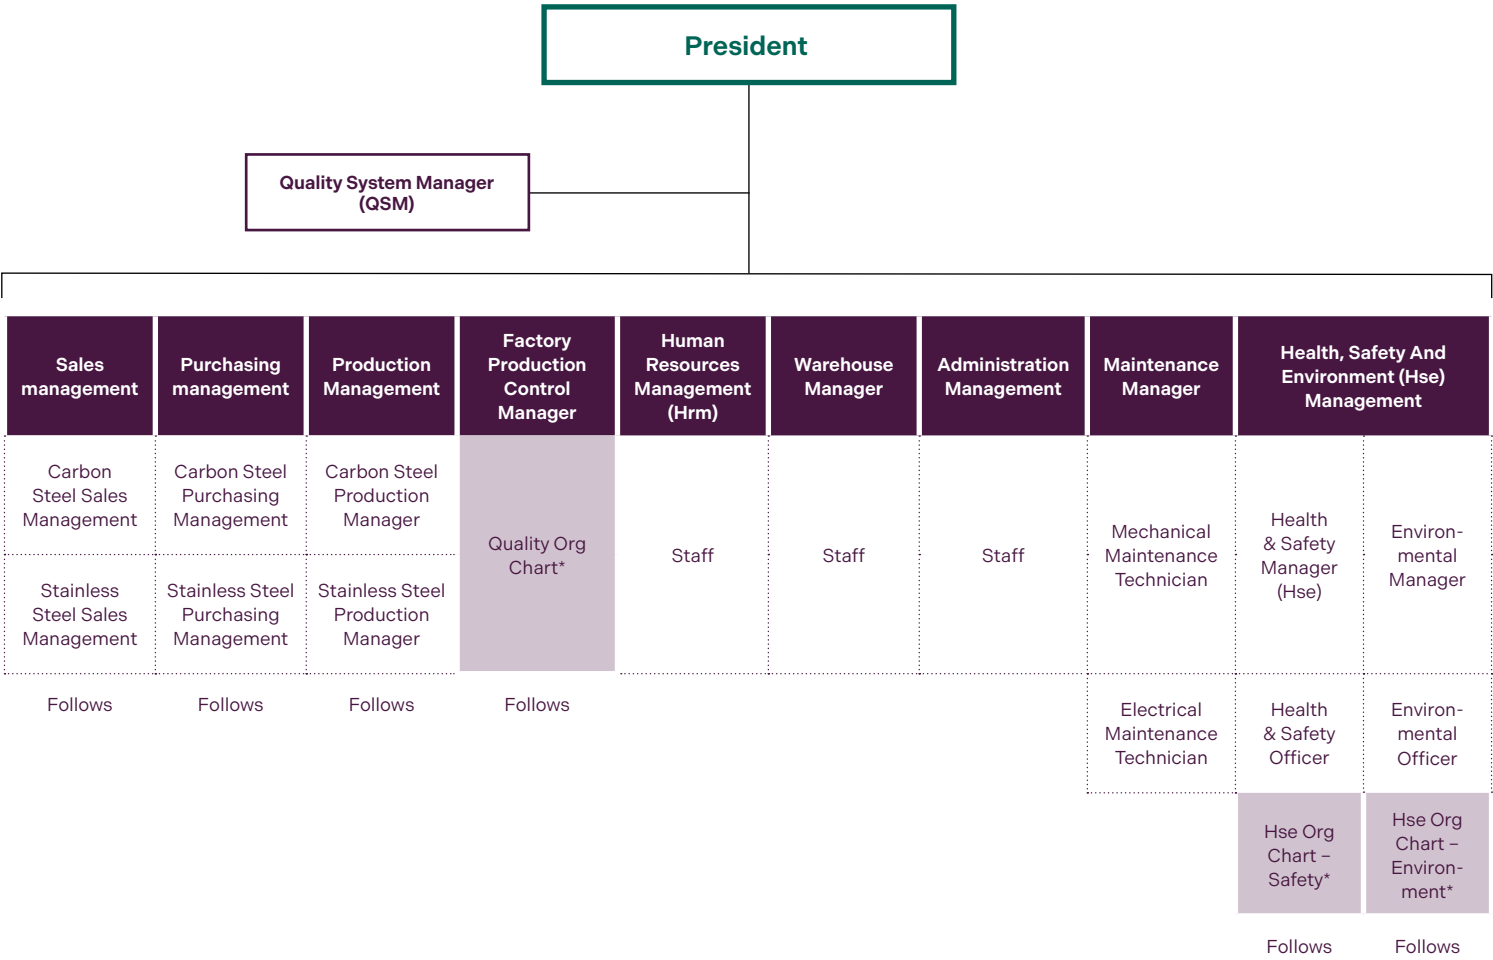 President
Quality System Manager
(QSM)
Sales
management
Purchasing
management
Production
Management
Factory
Production
Control
Manager
Human
Resources
Management
(Hrm)
Warehouse
Manager
Administration
Management
Maintenance
Manager
Health, Safety And
Environment (Hse)
Management
Carbon
Steel Sales
Management
Carbon Steel
Purchasing
Management
Carbon Steel
Production
Manager
Quality Org
Chart*
Staff
Staff
Staff
Mechanical
Maintenance
Technician
Health
& Safety
Manager
(Hse)
Environ-
mental
Manager
Stainless
Steel Sales
Management
Stainless Steel
Purchasing
Management
Stainless Steel
Production
Manager
Follows
Follows
Follows
Follows
Electrical
Maintenance
Technician
Health
& Safety
Officer
Environ-
mental
Officer
Hse Org
Chart –
Safety*
Hse Org
Chart –
Environ-
ment*
Follows
Follows